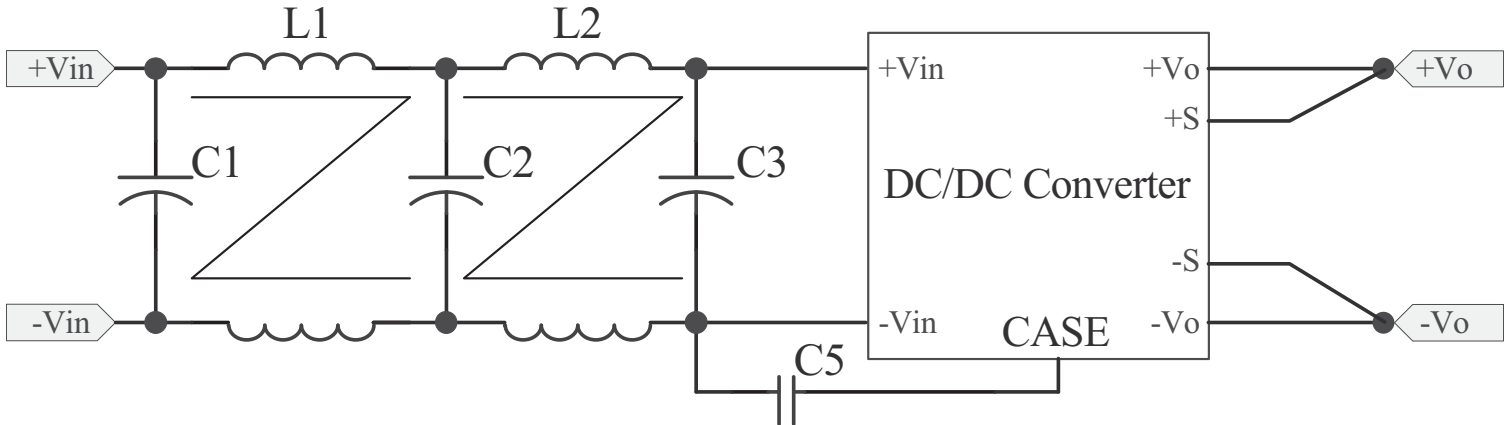 L1
L2
+Vin
+Vin
+Vo
+Vo
+S
C1
C2
C3
DC/DC Converter
-S
-Vin
-Vin
CASE
-Vo
-Vo
C5